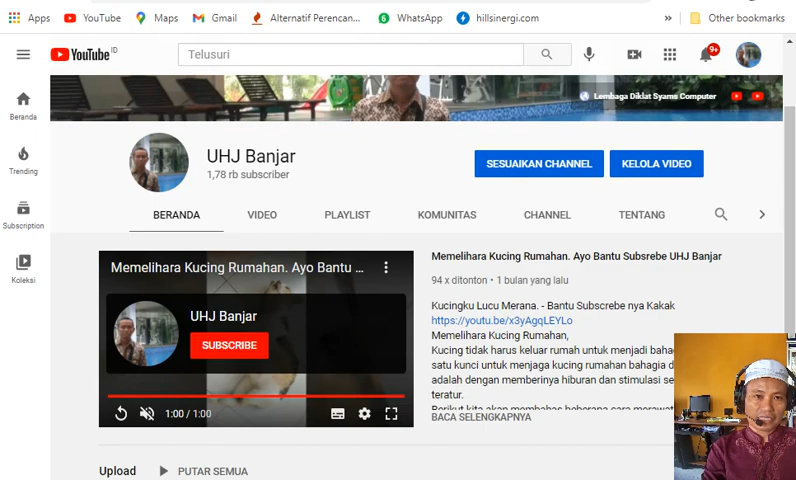 Apps YouTube Maps Gmail Alternatif Perencan... WhatsApp hillsinergi.com » Other bookmarks
YouTube ID
Telusuri
9+
Beranda
Trending
Subscription
Koleksi
Lembaga Diklat Syams Computer
UHJ Banjar
1,78 rb subscriber
SESUAIKAN CHANNEL KELOLA VIDEO
BERANDA VIDEO PLAYLIST KOMUNITAS CHANNEL TENTANG
Memelihara Kucing Rumahan. Ayo Bantu ...
UHJ Banjar
SUBSCRIBE
1:00 / 1:00
Memelihara Kucing Rumahan. Ayo Bantu Subsrebe UHJ Banjar
94 x ditonton • 1 bulan yang lalu
Kucingku Lucu Merana. - Bantu Subscrebe nya Kakak
https://youtu.be/x3yAgqLEYLo
Memelihara Kucing Rumahan,
Kucing tidak harus keluar rumah untuk menjadi
satu kunci untuk menjaga kucing rumahan bahagia
adalah dengan memberinya hiburan dan stimulasi
teratur.
Berikut kita akan membahas beberapa cara
BACA SELENGKAPNYA
Upload PUTAR SEMUA